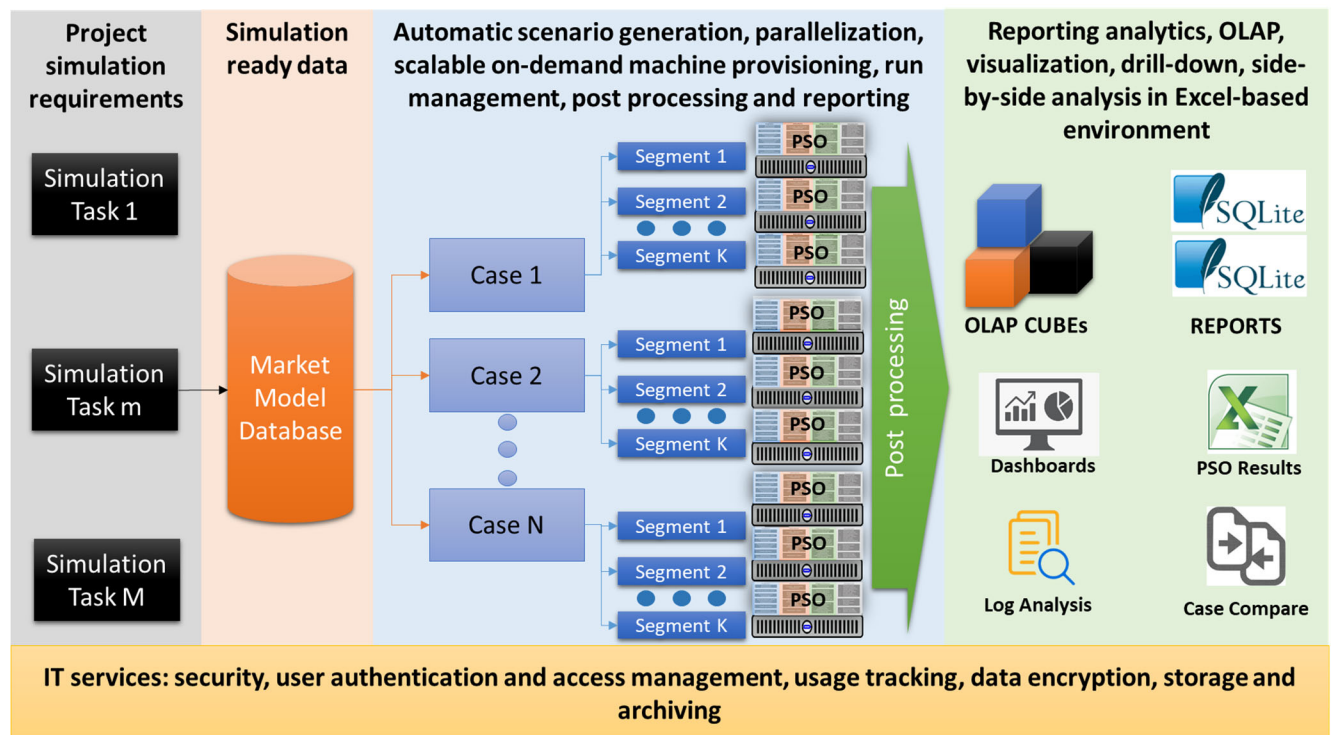 Project
simulation
requirements
Simulation
Task 1
Simulation
Task m
Simulation
Task M
Simulation
ready data
Market
Model
Database
Automatic scenario generation, parallelization,
scalable on-demand machine provisioning, run
management, post processing and reporting
Case 1
Segment 1
PSO
Segment 2
PSO
Segment K
PSO
Case 2
Segment 1
PSO
Segment 2
PSO
Segment K
PSO
Case N
Segment 1
PSO
Segment 2
PSO
Segment K
PSO
Post processing
Reporting analytics, OLAP,
visualization, drill-down, side-
by-side analysis in Excel-based
environment
SQLite
SQLite
OLAP CUBEs
REPORTS
Dashboards
X
PSO Results
Log Analysis
Case Compare
IT services: security, user authentication and access management, usage tracking, data encryption, storage and
archiving